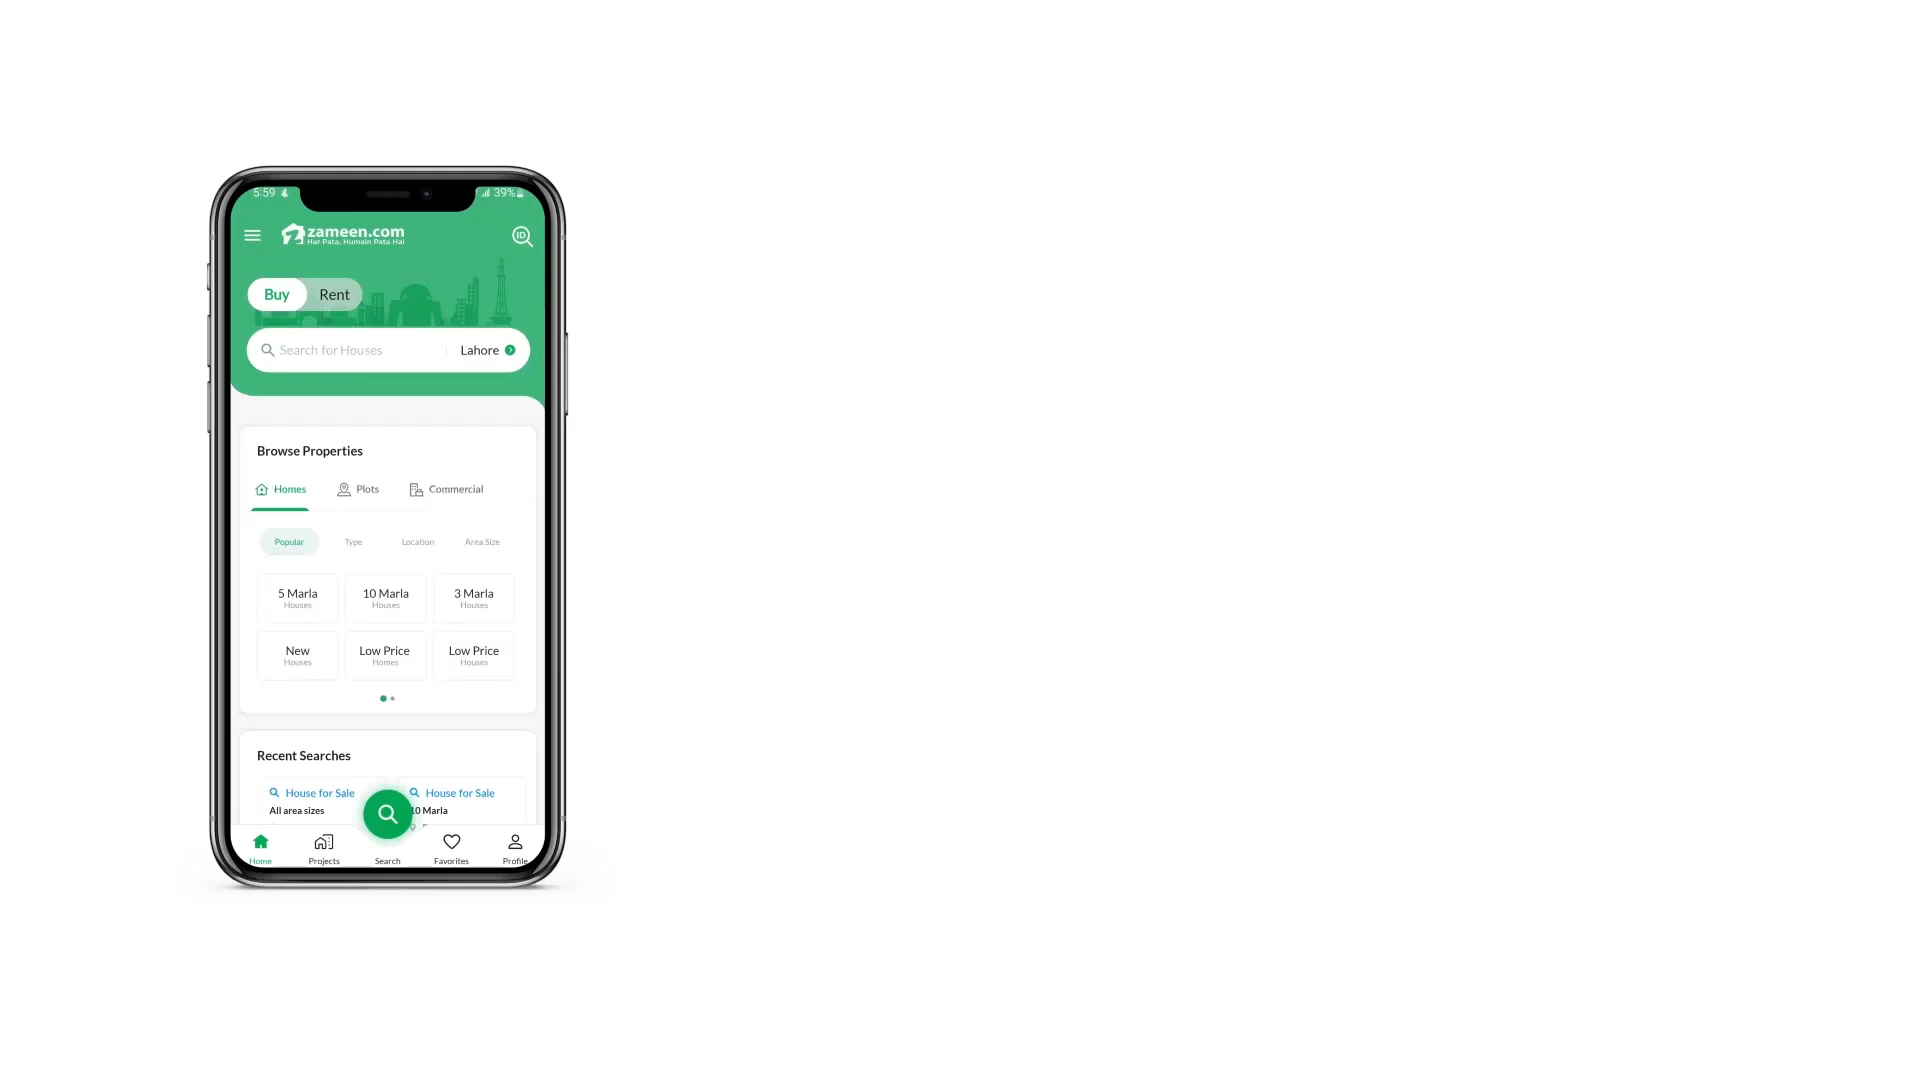 5:59 39%
zameen.com
Har Pata, Humain Pata Hai
ID
Buy Rent
Search for Houses Lahore
Browse Properties
Homes Plots Commercial
Popular Type Location Area Size
5 Marla 10 Marla 3 Marla
Houses Houses Houses
New Low Price Low Price
Houses Homes Houses
Recent Searches
House for Sale House for Sale
All area sizes 10 Marla
Home Projects Search Favorites Profile